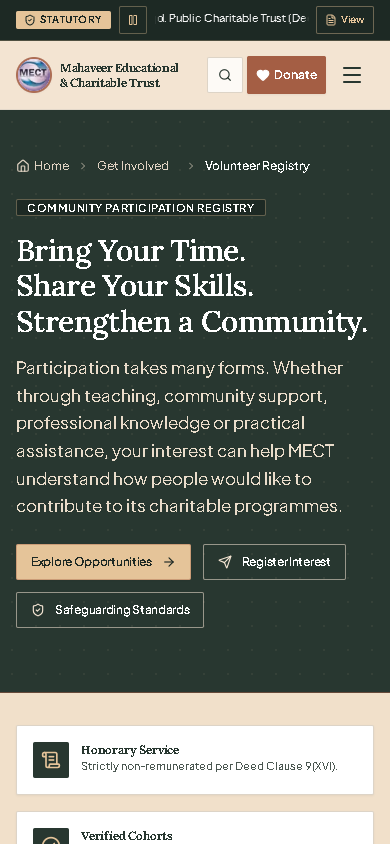 STATUTORY
d. Public Charitable Trust (De
View
MECT
Mahaveer Educational
& Charitable Trust
Donate
Home > Get Involved > Volunteer Registry
COMMUNITY PARTICIPATION REGISTRY
Bring Your Time.
Share Your Skills.
Strengthen a Community.
Participation takes many forms. Whether
through teaching, community support,
professional knowledge or practical
assistance, your interest can help MECT
understand how people would like to
contribute to its charitable programmes.
Explore Opportunities →
Register Interest
Safeguarding Standards
Honorary Service
Strictly non-remunerated per Deed Clause 9(XVI).
Verified Cohorts